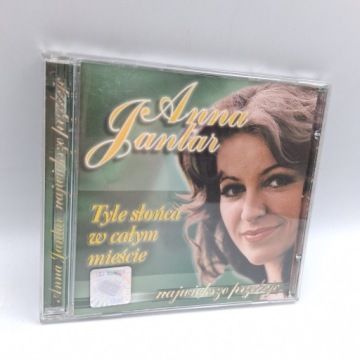 Anna
Jantar
Tyle słońca
w całym
mieście
największe przeboje
Anna Jantar największe przeboje